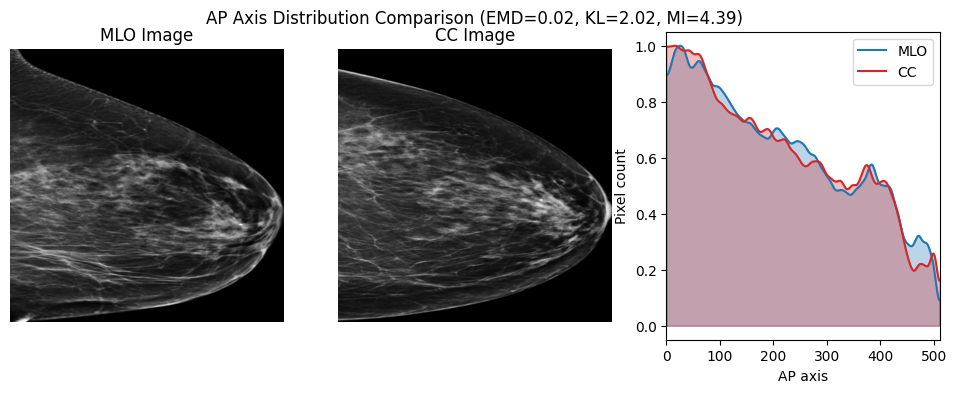 AP Axis Distribution Comparison (EMD=0.02, KL=2.02, MI=4.39)
MLO Image
CC Image
MLO
CC
Pixel count
1.0
0.8
0.6
0.4
0.2
0.0
0 100 200 300 400 500
AP axis